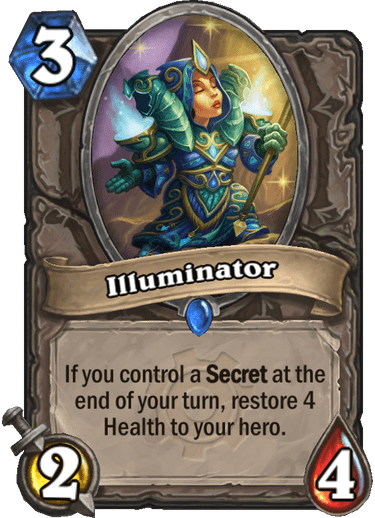 3
Illuminator
If you control a Secret at the
end of your turn, restore 4
Health to your hero.
2
4